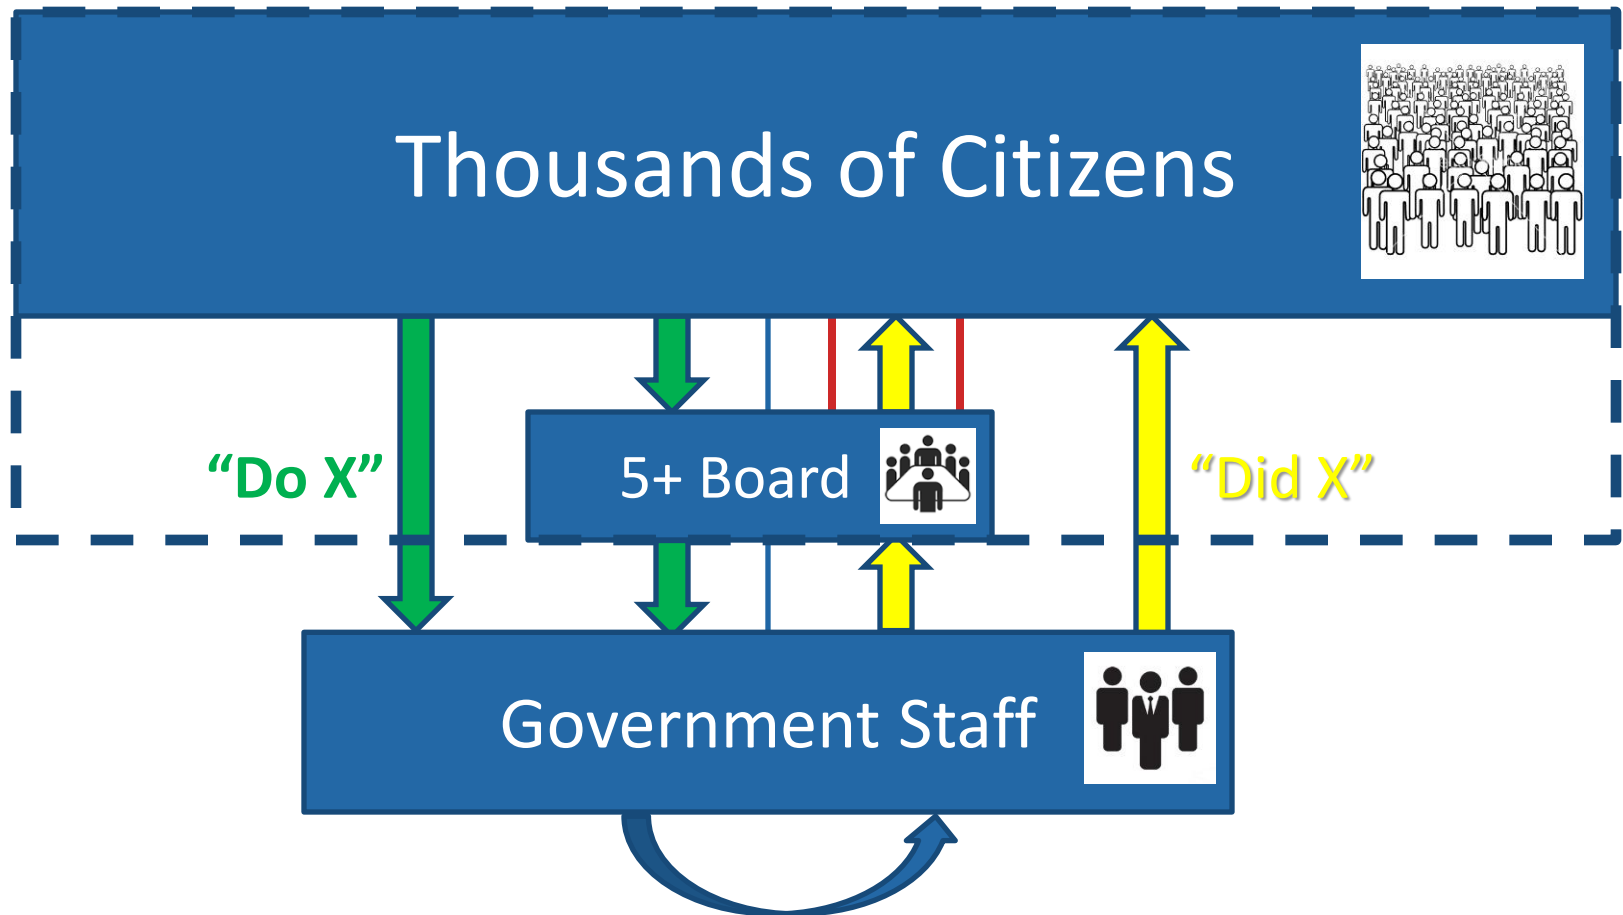 Thousands of Citizens
“Do X”
5+ Board
“Did X”
Government Staff